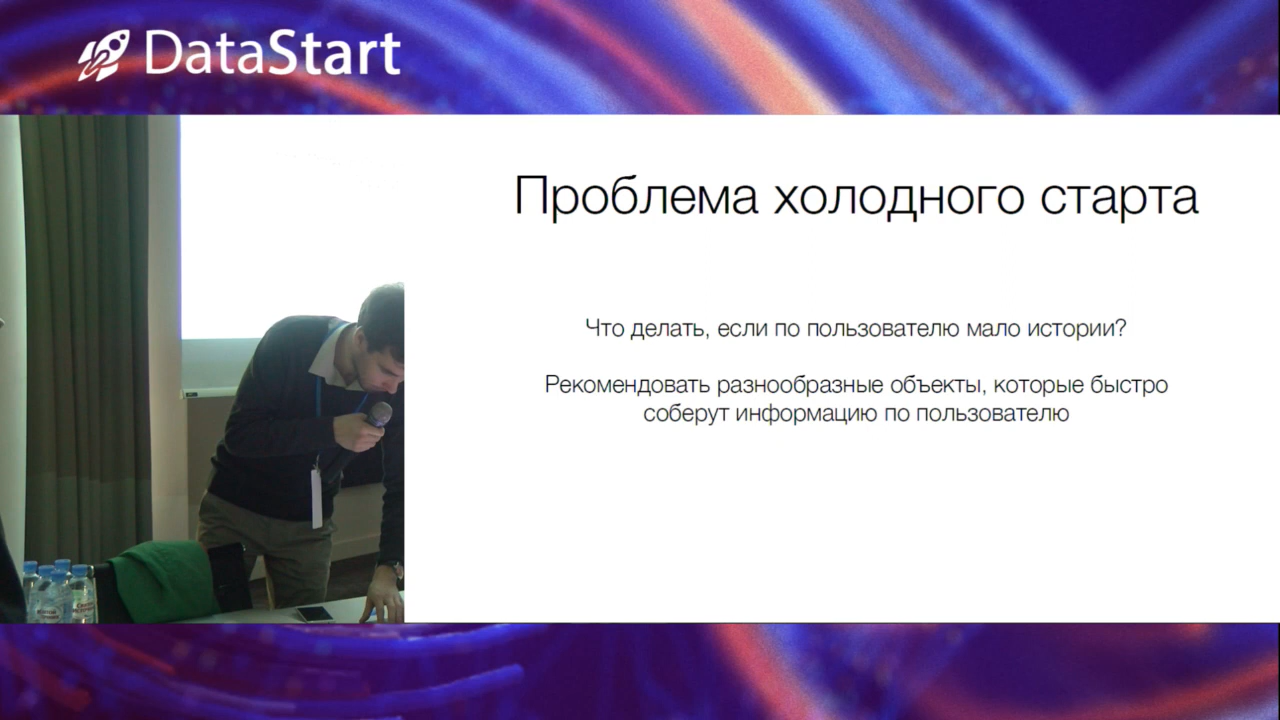 DataStart
Проблема холодного старта
Что делать, если по пользователю мало истории?
Рекомендовать разнообразные объекты, которые быстро
соберут информацию по пользователю